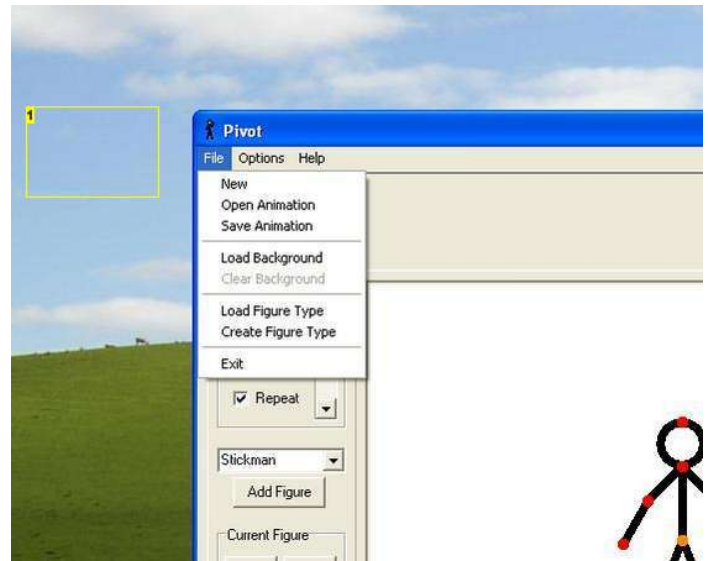 1
Pivot
File Options Help
New
Open Animation
Save Animation
Load Background
Clear Background
Load Figure Type
Create Figure Type
Exit
Repeat
Stickman
Add Figure
Current Figure